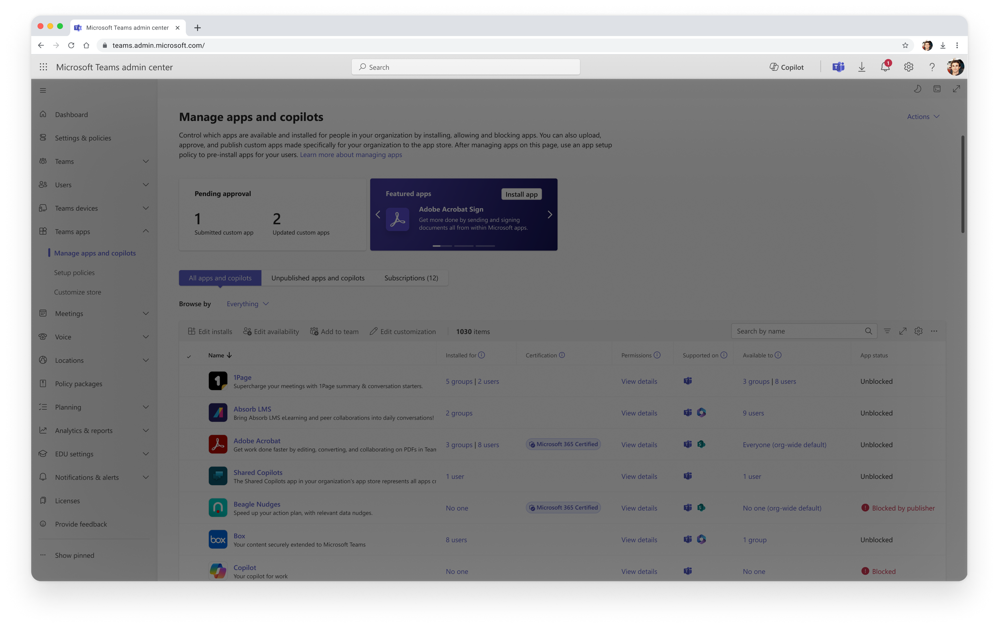 Microsoft Teams admin center
teams.admin.microsoft.com/
Microsoft Teams admin center
Search
Copilot
1
Dashboard
Settings & policies
Teams
Users
Teams devices
Teams apps
Manage apps and copilots
Setup policies
Customize store
Meetings
Voice
Locations
Policy packages
Planning
Analytics & reports
EDU settings
Notifications & alerts
Licenses
Provide feedback
Show pinned
Manage apps and copilots
Actions
Control which apps are available and installed for people in your organization by installing, allowing and blocking apps. You can also upload,
approve, and publish custom apps made specifically for your organization to the app store. After managing apps on this page, use an app setup
policy to pre-install apps for your users. Learn more about managing apps
Pending approval
1 2
Submitted custom app Updated custom apps
Featured apps
Install app
Adobe Acrobat Sign
Get more done by sending and signing
documents all from within Microsoft apps.
All apps and copilots Unpublished apps and copilots Subscriptions (12)
Browse by Everything
Edit installs Edit availability Add to team Edit customization 1030 items Search by name
Name Installed for Certification Permissions Supported on Available to App status
1Page
Supercharge your meetings with 1Page summary & conversation starters.
5 groups | 2 users View details 3 groups | 8 users Unblocked
Absorb LMS
Bring Absorb LMS eLearning and peer collaborations into daily conversations!
2 groups View details 9 users Unblocked
Adobe Acrobat
Get work done faster by editing, converting, and collaborating on PDFs in Team
3 groups | 8 users Microsoft 365 Certified View details Everyone (org-wide default) Unblocked
Shared Copilots
The Shared Copilots app in your organization's app store represents all apps cr
1 user View details 1 user Unblocked
Beagle Nudges
Speed up your action plan, with relevant data nudges.
No one Microsoft 365 Certified View details No one (org-wide default) Blocked by publisher
box
Box
Your content securely extended to Microsoft Teams
8 users View details 1 group Unblocked
Copilot
Your copilot for work
No one View details No one Blocked